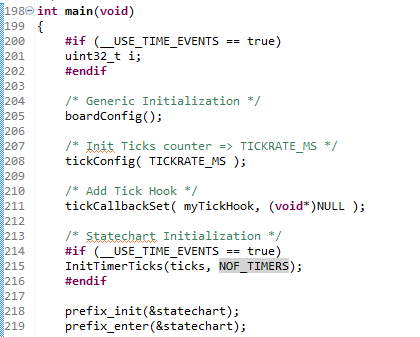 198 int main(void)
199 {
200 #if (__USE_TIME_EVENTS == true)
201 uint32_t i;
202 #endif
203
204 /* Generic Initialization */
205 boardConfig();
206
207 /* Init Ticks counter => TICKRATE_MS */
208 tickConfig( TICKRATE_MS );
209
210 /* Add Tick Hook */
211 tickCallbackSet( myTickHook, (void*)NULL );
212
213 /* Statechart Initialization */
214 #if (__USE_TIME_EVENTS == true)
215 InitTimerTicks(ticks, NOF_TIMERS);
216 #endif
217
218 prefix_init(&statechart);
219 prefix_enter(&statechart);